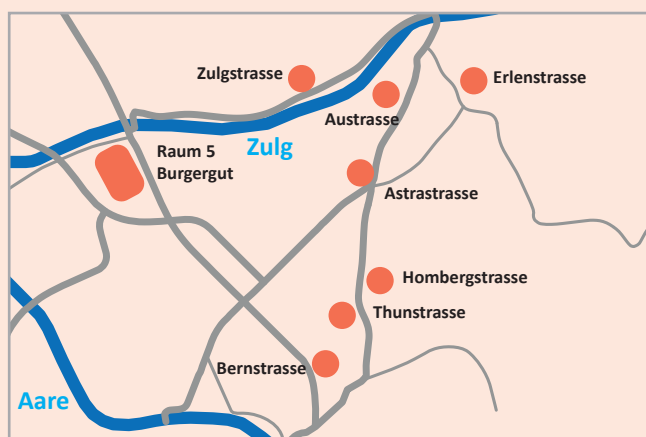 Zulgstrasse
Erlenstrasse
Austrasse
Zulg
Raum 5
Burgergut
Astrastrasse
Hombergstrasse
Thunstrasse
Bernstrasse
Aare